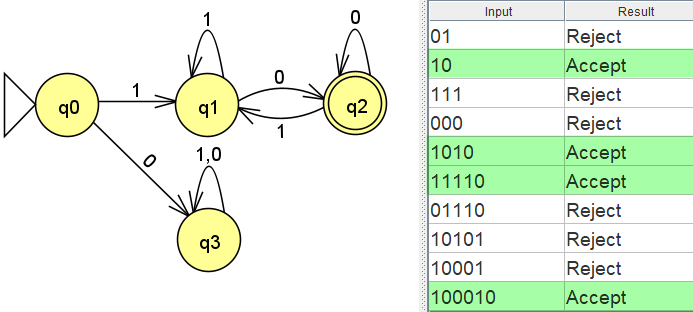 1
0
q0
1
q1
0
1
q2
0
1,0
q3
Input Result
01 Reject
10 Accept
111 Reject
000 Reject
1010 Accept
11110 Accept
01110 Reject
10101 Reject
10001 Reject
100010 Accept